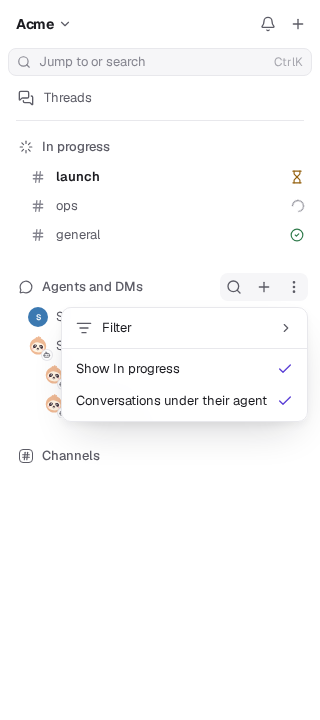 Acme
Jump to or search
CtrlK
Threads
In progress
launch
ops
general
Agents and DMs
S
Filter
Show In progress
Conversations under their agent
Channels